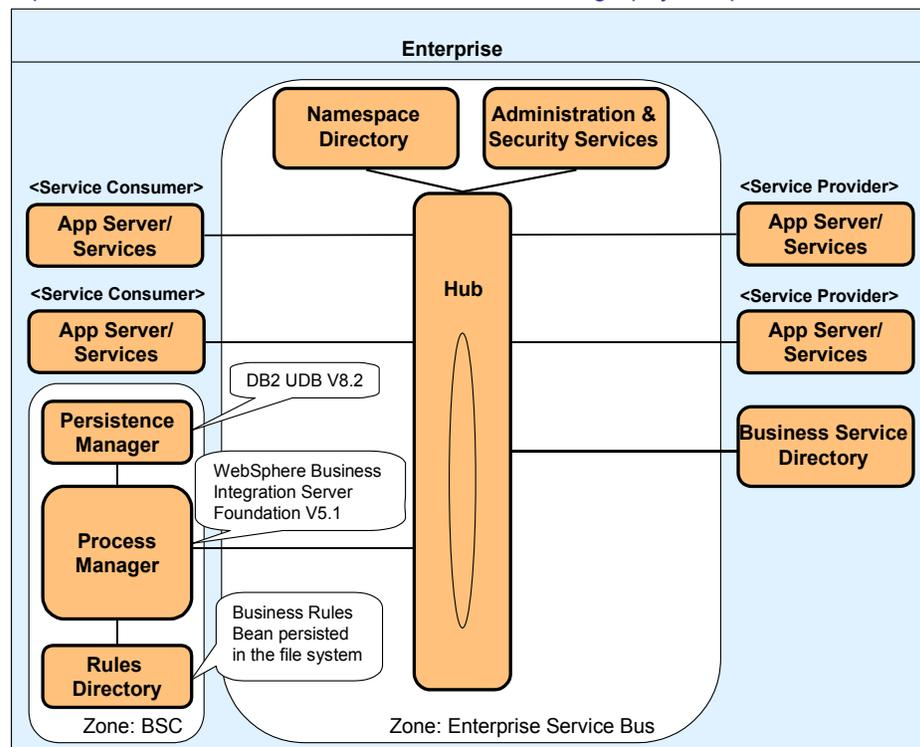 Enterprise
Namespace
Directory
Administration &
Security Services
<Service Consumer>
App Server/
Services
<Service Provider>
App Server/
Services
Hub
<Service Consumer>
App Server/
Services
<Service Provider>
App Server/
Services
DB2 UDB V8.2
Persistence
Manager
Business Service
Directory
WebSphere Business
Integration Server
Foundation V5.1
Process
Manager
Business Rules
Bean persisted
in the file system
Rules
Directory
Zone: BSC
Zone: Enterprise Service Bus